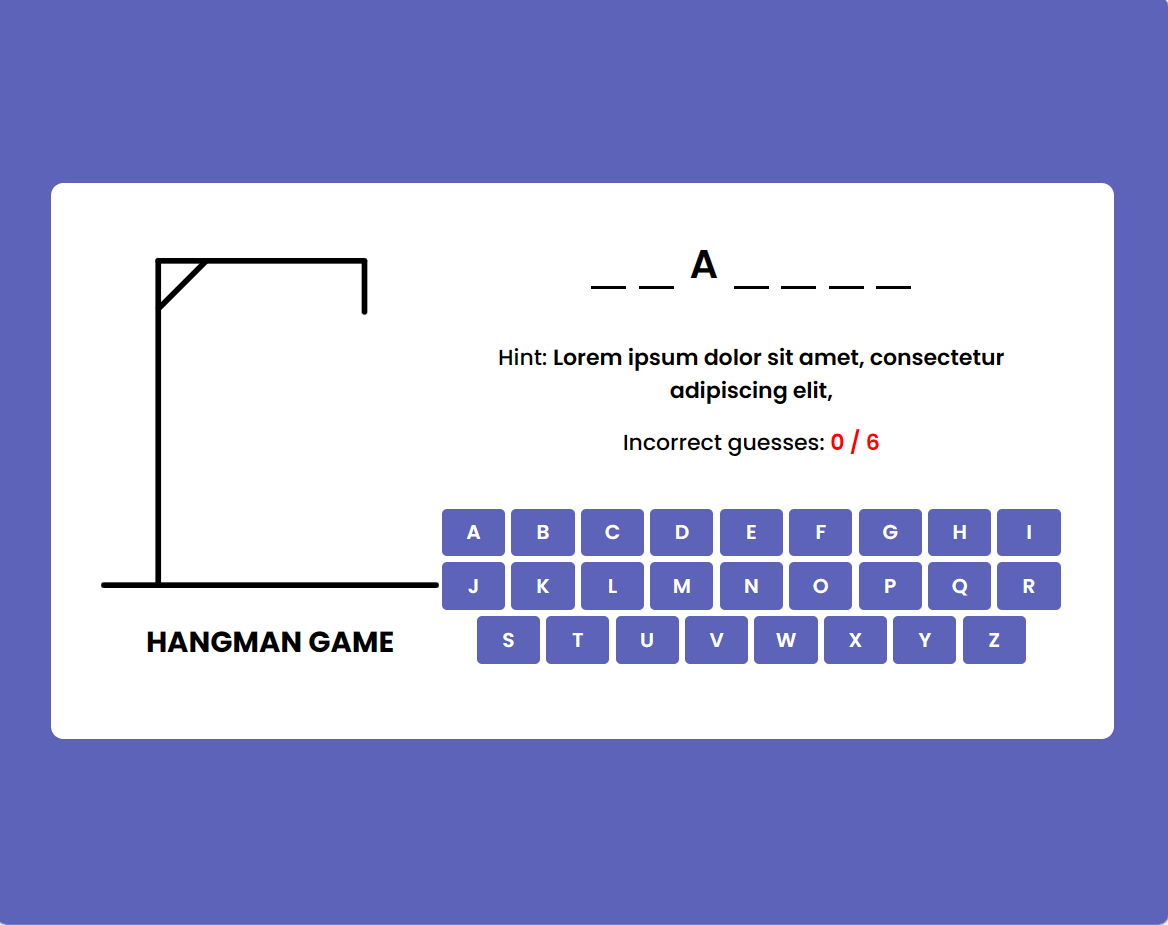 A
Hint: Lorem ipsum dolor sit amet, consectetur
adipiscing elit,
Incorrect guesses: 0 / 6
A B C D E F G H I
J K L M N O P Q R
S T U V W X Y Z
HANGMAN GAME